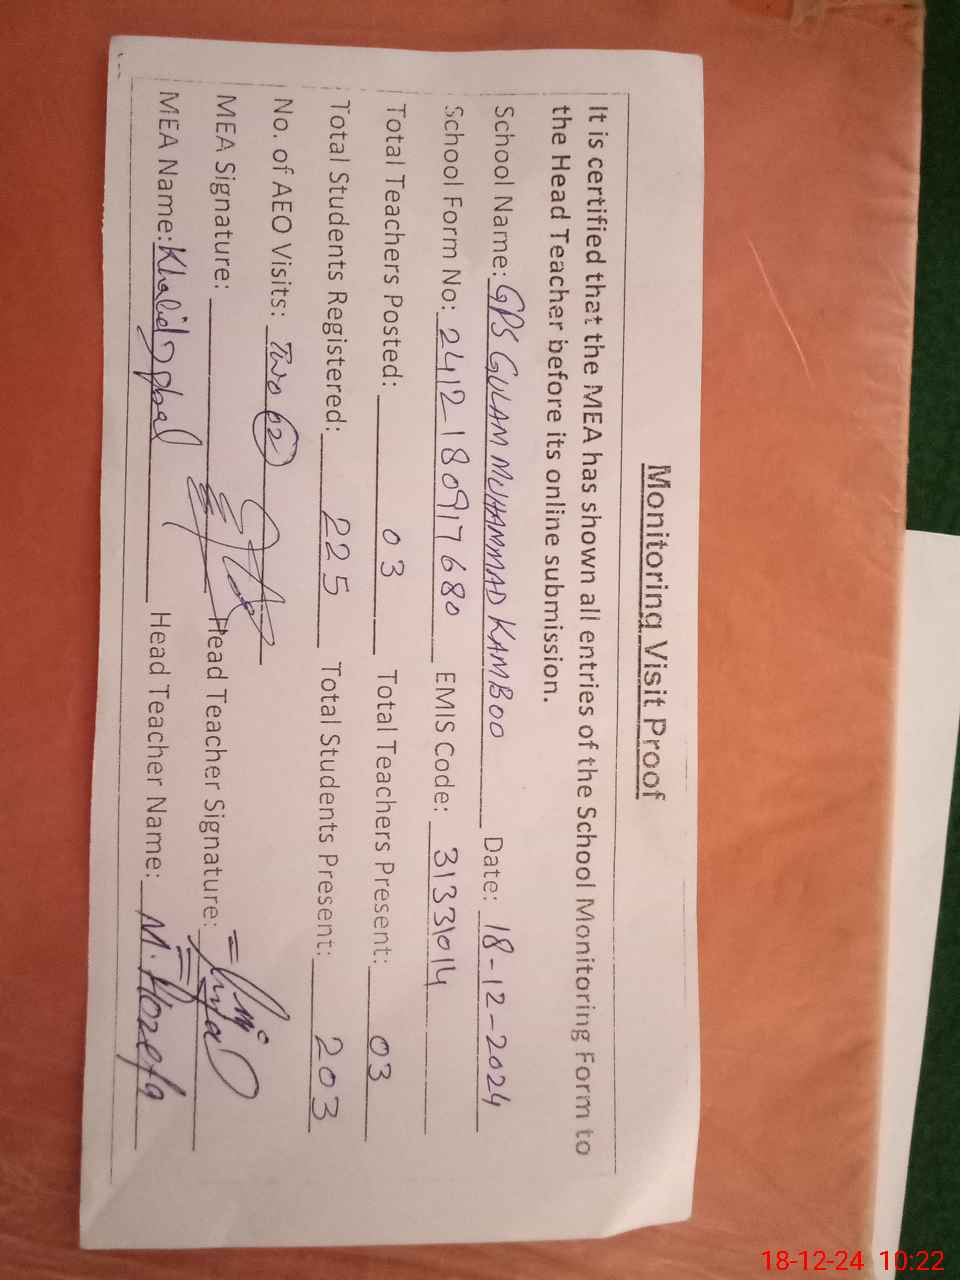 Monitoring Visit Proof
It is certified that the MEA has shown all entries of the School Monitoring Form to
the Head Teacher before its online submission.
School Name: GPS GULAM MUHAMMAD KAMBOO Date: 18-12-2024
School Form No: 2412180917680 EMIS Code: 31331014
Total Teachers Posted: 03 Total Teachers Present: 03
Total Students Registered: 225 Total Students Present: 203
No. of AEO Visits: Two 02
MEA Signature: Head Teacher Signature:
MEA Name: Khalid Iqbal Head Teacher Name: M. Hozefa
18-12-24 10:22